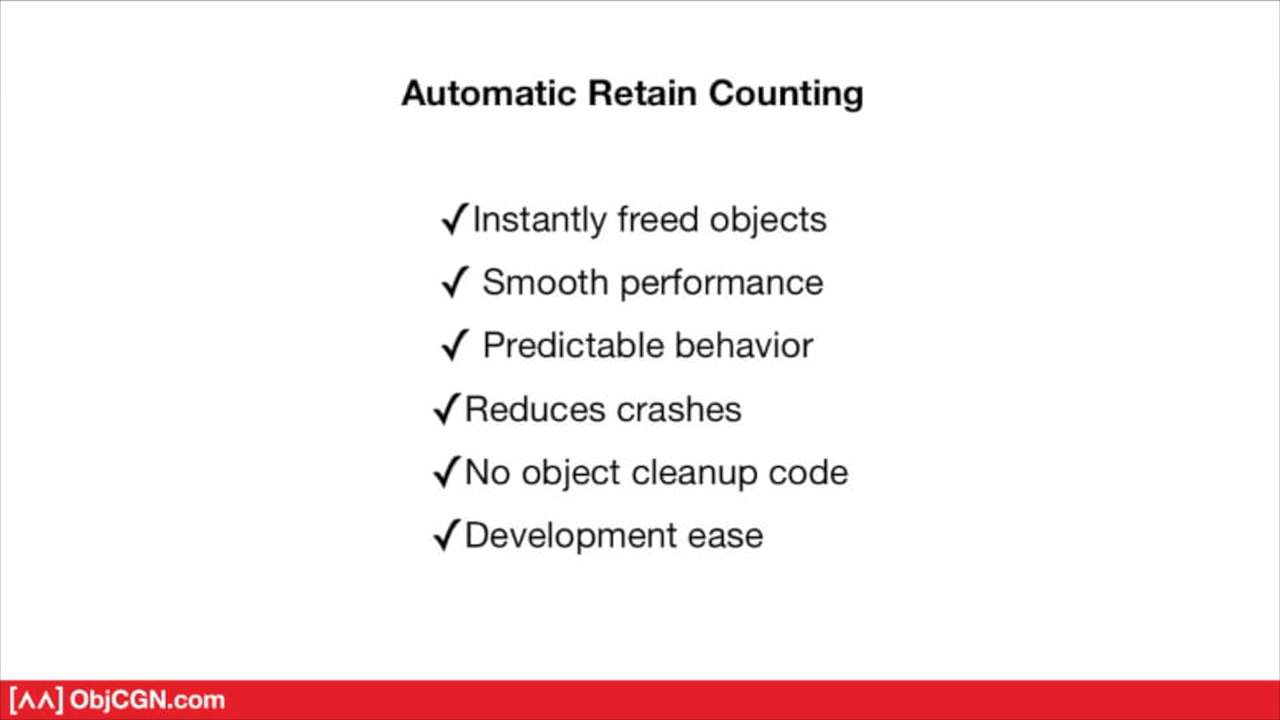 Automatic Retain Counting
✓Instantly freed objects
✓ Smooth performance
✓ Predictable behavior
✓Reduces crashes
✓No object cleanup code
✓Development ease
[ʌʌ] ObjCGN.com